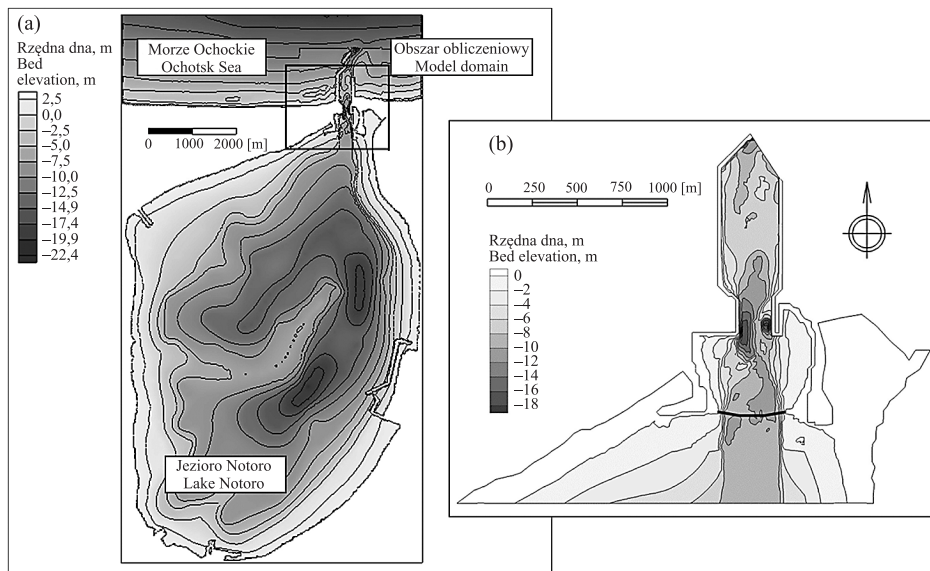 (a)
Rzędna dna, m
Bed
elevation, m
2,5
0,0
–2,5
–5,0
–7,5
–10,0
–12,5
–14,9
–17,4
–19,9
–22,4
Morze Ochockie
Ochotsk Sea
Obszar obliczeniowy
Model domain
0 1000 2000 [m]
Jezioro Notoro
Lake Notoro
(b)
0 250 500 750 1000 [m]
Rzędna dna, m
Bed elevation, m
0
–2
–4
–6
–8
–10
–12
–14
–16
–18